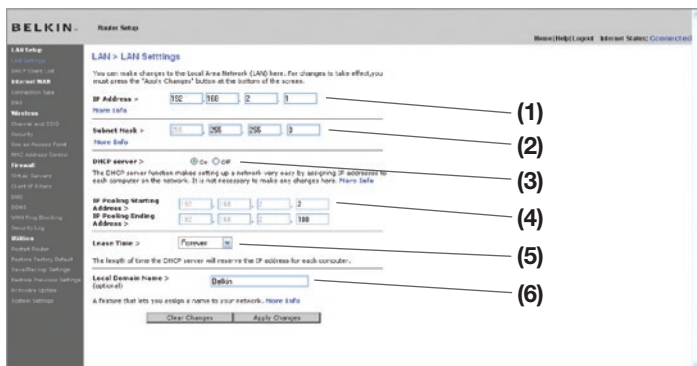 BELKIN.
Router Setup
Home|Help|Logout Internet Status: Connected
LAN Setup
LAN Settings
DHCP Client List
Internet WAN
Connection Type
DNS
Wireless
Channel and SSID
Security
Use as Access Point
MAC Address Control
Firewall
Virtual Servers
Client IP Filters
DMZ
DDNS
WAN Ping Blocking
Security Log
Utilities
Restart Router
Restore Factory Default
Save/Backup Settings
Restore Previous Settings
Firmware Update
System Settings
LAN > LAN Setttings
You can make changes to the Local Area Network (LAN) here. For changes to take effect,you
must press the "Apply Changes" button at the bottom of the screen.
IP Address > 192 . 168 . 2 . 1 (1)
More Info
Subnet Mask > 255 . 255 . 255 . 0 (2)
More Info
DHCP server > On Off (3)
The DHCP server function makes setting up a network very easy by assigning IP addresses to
each computer on the network. It is not necessary to make any changes here. More Info
IP Pooling Starting
Address > 192 . 168 . 2 . 2 (4)
IP Pooling Ending
Address > 192 . 168 . 2 . 100
Lease Time > Forever (5)
The length of time the DHCP server will reserve the IP address for each computer.
Local Domain Name > Belkin (6)
(optional)
A feature that lets you assign a name to your network. More Info
Clear Changes Apply Changes